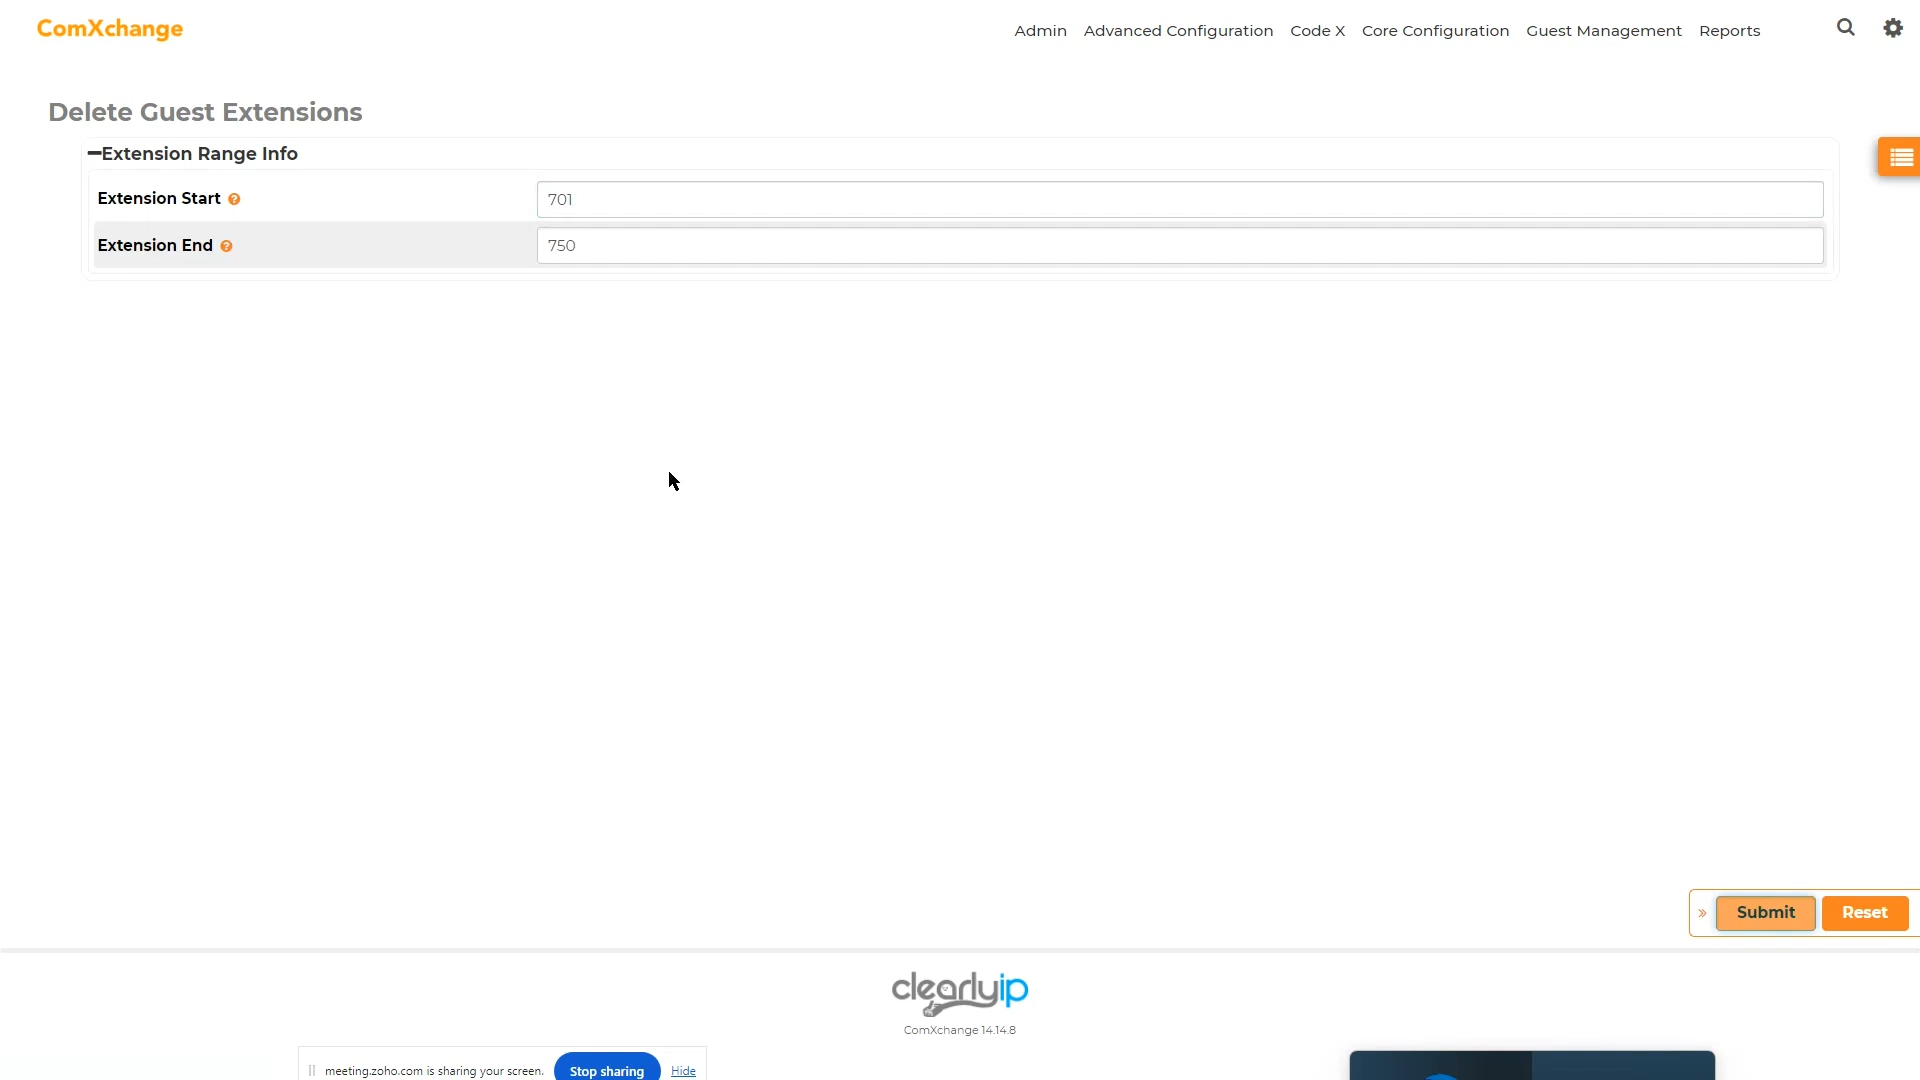 ComXchange
Admin Advanced Configuration Code X Core Configuration Guest Management Reports
Delete Guest Extensions
Extension Range Info
Extension Start
701
Extension End
750
» Submit Reset
clearlyip
ComXchange 14.14.8
meeting.zoho.com is sharing your screen. Stop sharing Hide